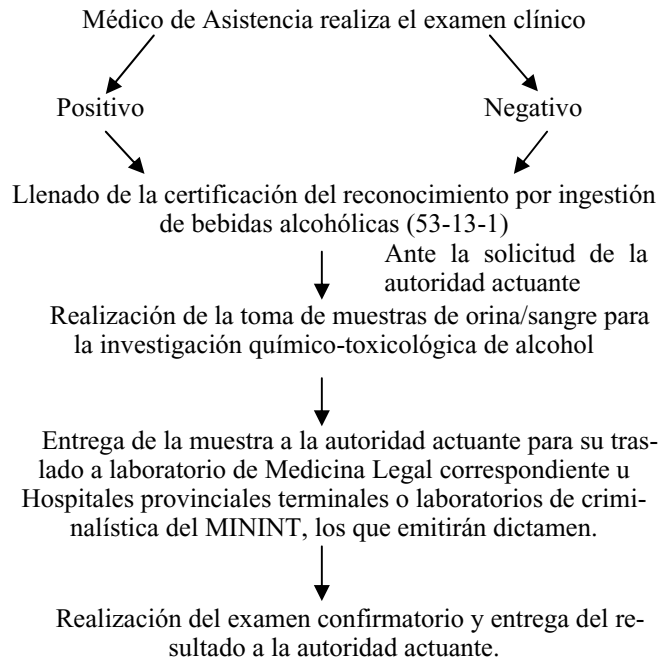 Médico de Asistencia realiza el examen clínico
Positivo
Negativo
Llenado de la certificación del reconocimiento por ingestión
de bebidas alcohólicas (53-13-1)
Ante la solicitud de la
autoridad actuante
Realización de la toma de muestras de orina/sangre para
la investigación químico-toxicológica de alcohol
Entrega de la muestra a la autoridad actuante para su tras-
lado a laboratorio de Medicina Legal correspondiente u
Hospitales provinciales terminales o laboratorios de crimi-
nalística del MININT, los que emitirán dictamen.
Realización del examen confirmatorio y entrega del re-
sultado a la autoridad actuante.